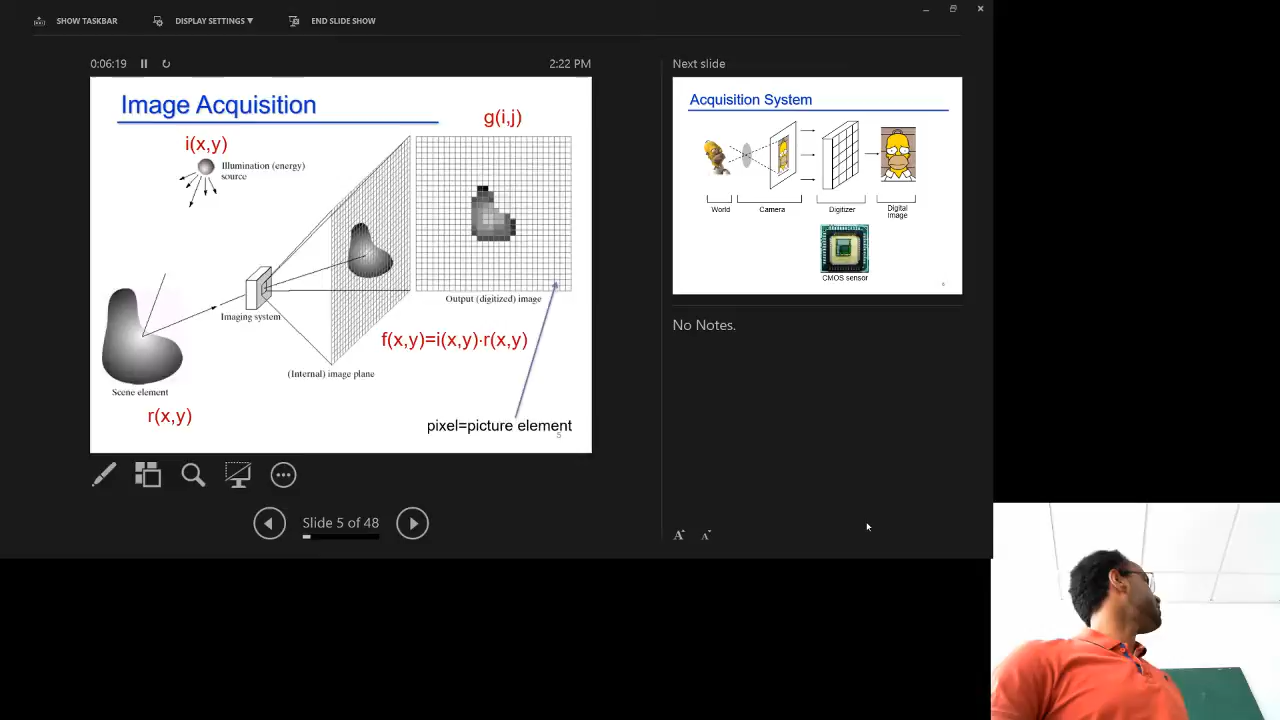 SHOW TASKBAR
DISPLAY SETTINGS ▼
END SLIDE SHOW
0:06:19
2:22 PM
Image Acquisition
g(i,j)
i(x,y)
Illumination (energy)
source
Output (digitized) image
Imaging system
f(x,y)=i(x,y)·r(x,y)
(Internal) image plane
Scene element
r(x,y)
pixel=picture element
5
Slide 5 of 48
Next slide
Acquisition System
World
Camera
Digitizer
Digital
Image
CMOS sensor
No Notes.
A
A